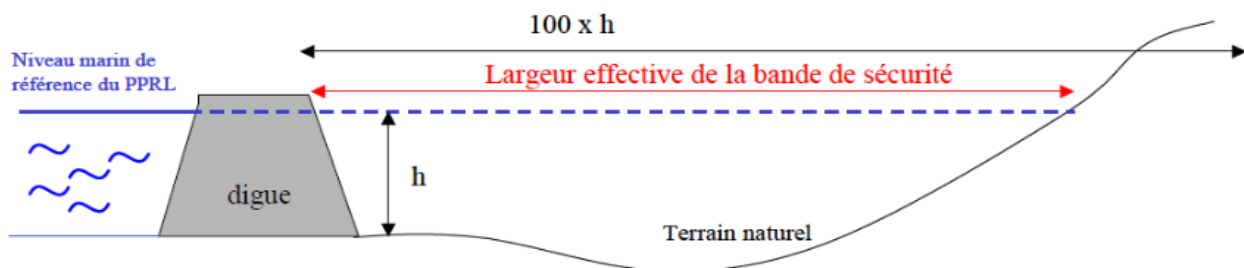 100 x h
Niveau marin de
référence du PPRL
Largeur effective de la bande de sécurité
h
digue
Terrain naturel